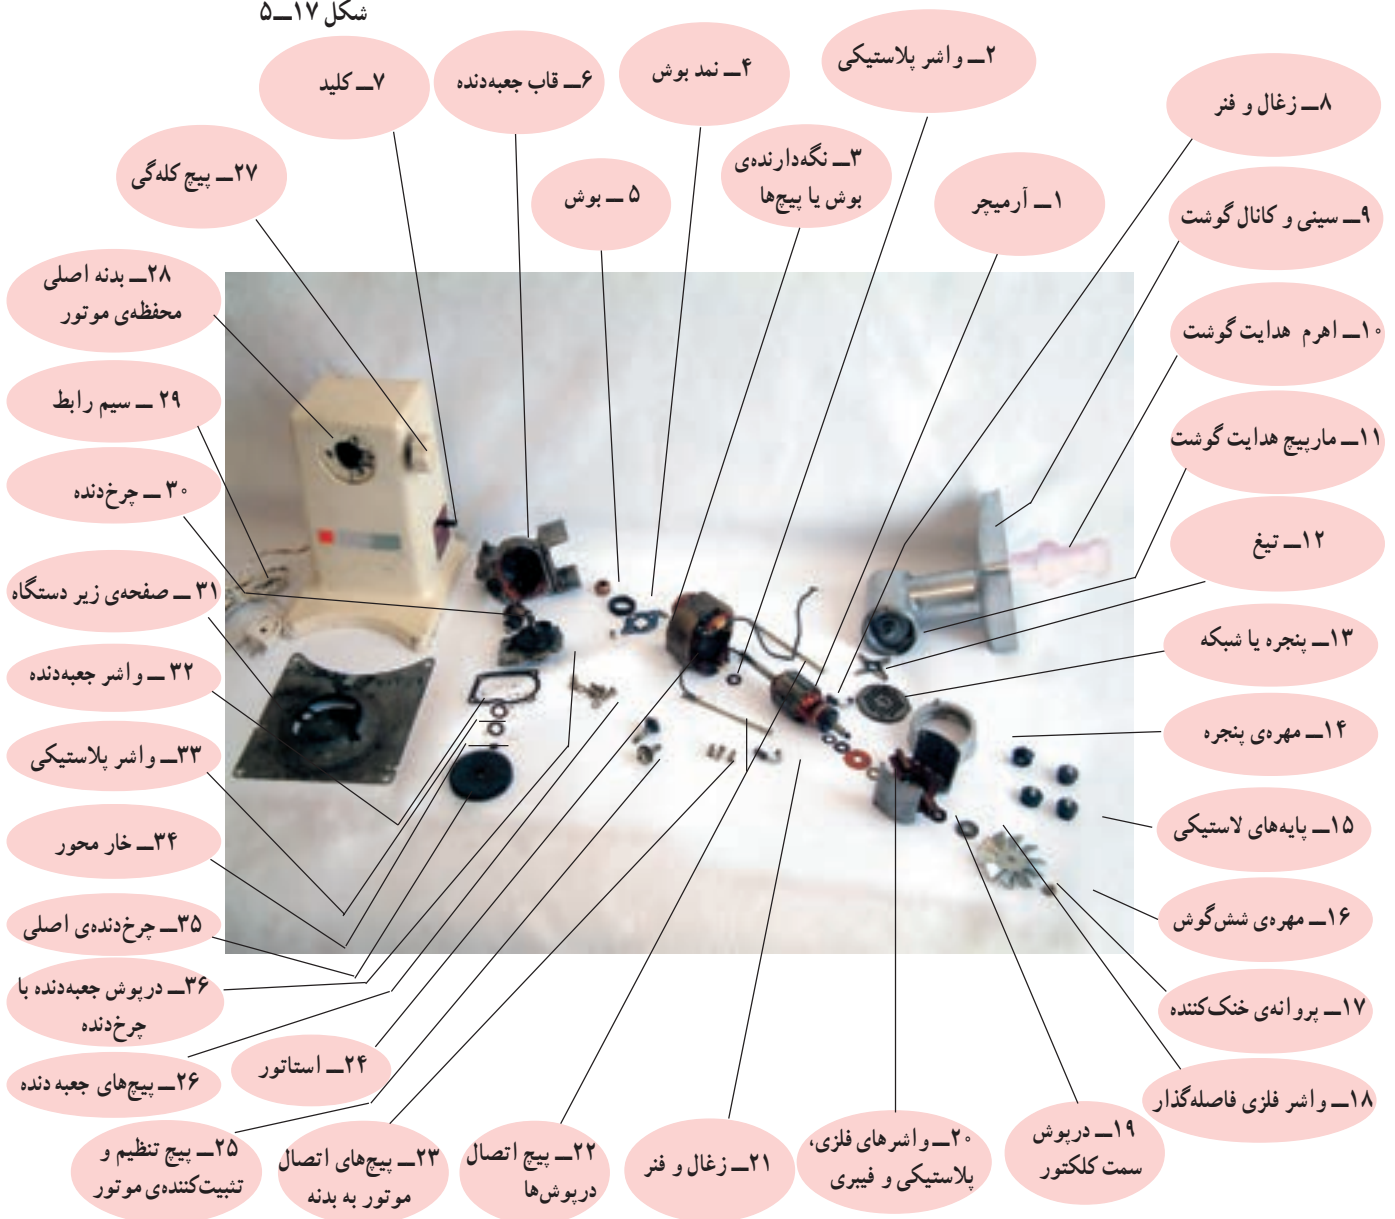 شکل ۱۷ــ۵
۱ــ آرمیچر
۲ــ واشر پلاستیکی
۳ــ نگه‌دارنده‌ی
بوش یا پیچ‌ها
۴ــ نمد بوش
۵ ــ بوش
۶ــ قاب جعبه‌دنده
۷ــ کلید
۸ــ زغال و فنر
۹ــ سینی و کانال گوشت
۱۰ــ اهرم هدایت گوشت
۱۱ــ مارپیچ هدایت گوشت
۱۲ــ تیغ
۱۳ــ پنجره یا شبکه
۱۴ــ مهره‌ی پنجره
۱۵ــ پایه‌های لاستیکی
۱۶ــ مهره‌ی شش‌گوش
۱۷ــ پروانه‌ی خنک‌کننده
۱۸ــ واشر فلزی فاصله‌گذار
۱۹ــ درپوش
سمت کلکتور
۲۰ــ واشرهای فلزی،
پلاستیکی و فیبری
۲۱ــ زغال و فنر
۲۲ــ پیچ اتصال
درپوش‌ها
۲۳ــ پیچ‌های اتصال
موتور به بدنه
۲۴ــ استاتور
۲۵ــ پیچ تنظیم و
تثبیت‌کننده‌ی موتور
۲۶ــ پیچ‌های جعبه دنده
۲۷ــ پیچ کله‌گی
۲۸ــ بدنه اصلی
محفظه‌ی موتور
۲۹ ــ سیم رابط
۳۰ ــ چرخ‌دنده
۳۱ ــ صفحه‌ی زیر دستگاه
۳۲ ــ واشر جعبه‌دنده
۳۳ــ واشر پلاستیکی
۳۴ــ خار محور
۳۵ــ چرخ‌دنده‌ی اصلی
۳۶ــ درپوش جعبه‌دنده با
چرخ‌دنده